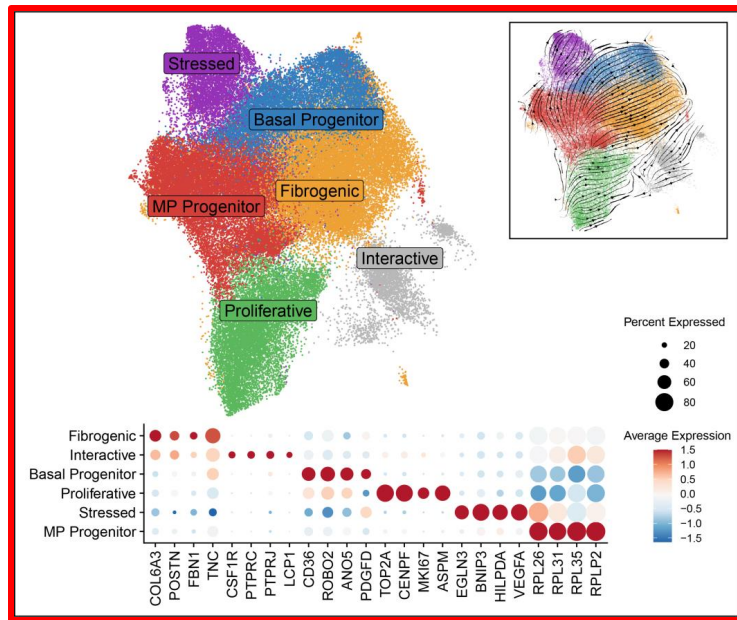 Stressed
Basal Progenitor
MP Progenitor
Fibrogenic
Interactive
Proliferative
Percent Expressed
20
40
60
80
Average Expression
1.5
1.0
0.5
0.0
−0.5
−1.0
−1.5
Fibrogenic
Interactive
Basal Progenitor
Proliferative
Stressed
MP Progenitor
COL6A3
POSTN
FBN1
TNC
CSF1R
PTPRC
PTPRJ
LCP1
CD36
ROBO2
ANO5
PDGFD
TOP2A
CENPF
MKI67
ASPM
EGLN3
BNIP3
HILPDA
VEGFA
RPL26
RPL31
RPL35
RPLP2